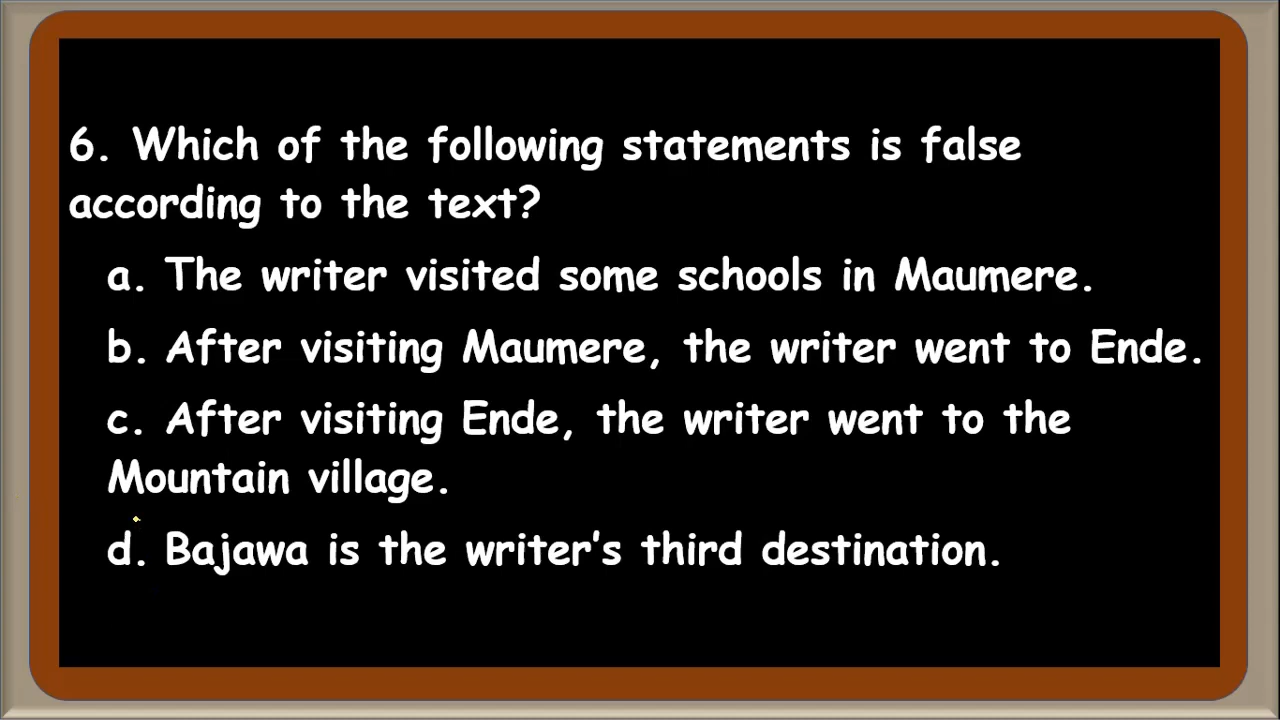 6. Which of the following statements is false
according to the text?
a. The writer visited some schools in Maumere.
b. After visiting Maumere, the writer went to Ende.
c. After visiting Ende, the writer went to the
Mountain village.
d. Bajawa is the writer's third destination.